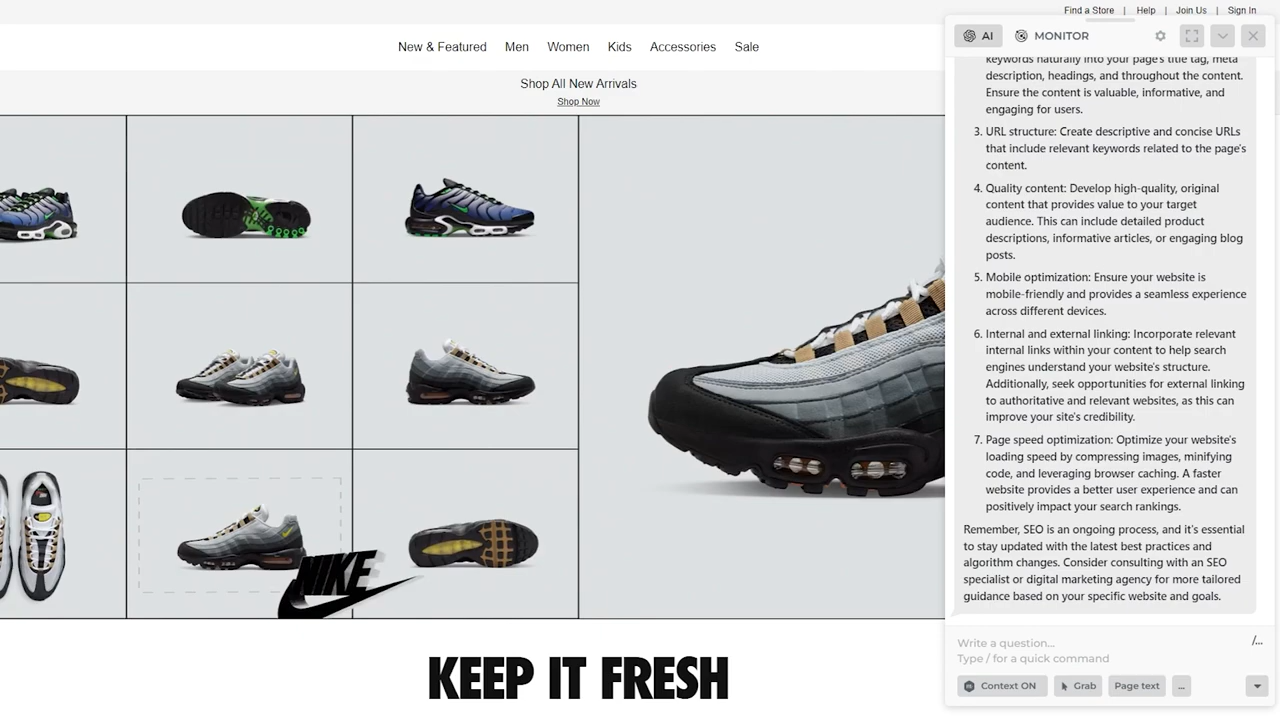 Find a Store | Help | Join Us | Sign In
New & Featured Men Women Kids Accessories Sale
Shop All New Arrivals
Shop Now
NIKE
KEEP IT FRESH
AI MONITOR
keywords naturally into your page's title tag, meta
description, headings, and throughout the content.
Ensure the content is valuable, informative, and
engaging for users.
3. URL structure: Create descriptive and concise URLs
that include relevant keywords related to the page's
content.
4. Quality content: Develop high-quality, original
content that provides value to your target
audience. This can include detailed product
descriptions, informative articles, or engaging blog
posts.
5. Mobile optimization: Ensure your website is
mobile-friendly and provides a seamless experience
across different devices.
6. Internal and external linking: Incorporate relevant
internal links within your content to help search
engines understand your website's structure.
Additionally, seek opportunities for external linking
to authoritative and relevant websites, as this can
improve your site's credibility.
7. Page speed optimization: Optimize your website's
loading speed by compressing images, minifying
code, and leveraging browser caching. A faster
website provides a better user experience and can
positively impact your search rankings.
Remember, SEO is an ongoing process, and it's essential
to stay updated with the latest best practices and
algorithm changes. Consider consulting with an SEO
specialist or digital marketing agency for more tailored
guidance based on your specific website and goals.
Write a question... /...
Type / for a quick command
Context ON Grab Page text ...